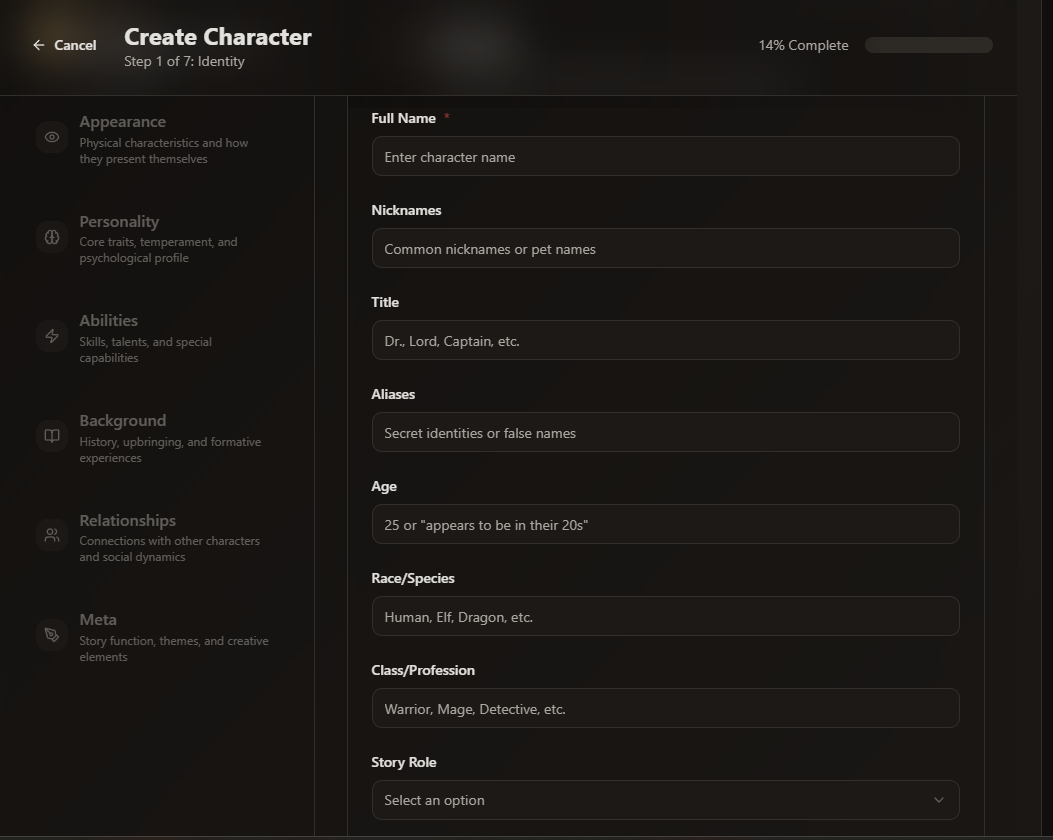 Cancel
Create Character
Step 1 of 7: Identity
14% Complete
Appearance
Physical characteristics and how
they present themselves
Personality
Core traits, temperament, and
psychological profile
Abilities
Skills, talents, and special
capabilities
Background
History, upbringing, and formative
experiences
Relationships
Connections with other characters
and social dynamics
Meta
Story function, themes, and creative
elements
Full Name *
Enter character name
Nicknames
Common nicknames or pet names
Title
Dr., Lord, Captain, etc.
Aliases
Secret identities or false names
Age
25 or "appears to be in their 20s"
Race/Species
Human, Elf, Dragon, etc.
Class/Profession
Warrior, Mage, Detective, etc.
Story Role
Select an option